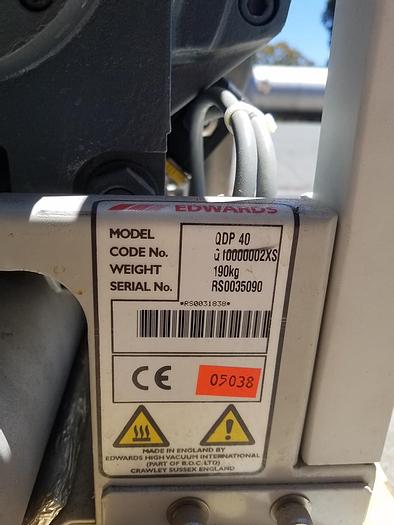 EDWARDS
MODEL QDP 40
CODE No. G10000002XS
WEIGHT 190kg
SERIAL No. RS0035090
*RS0031838*
CE 05038
MADE IN ENGLAND BY
EDWARDS HIGH VACUUM INTERNATIONAL
(PART OF B.O.C. LTD)
CRAWLEY SUSSEX ENGLAND